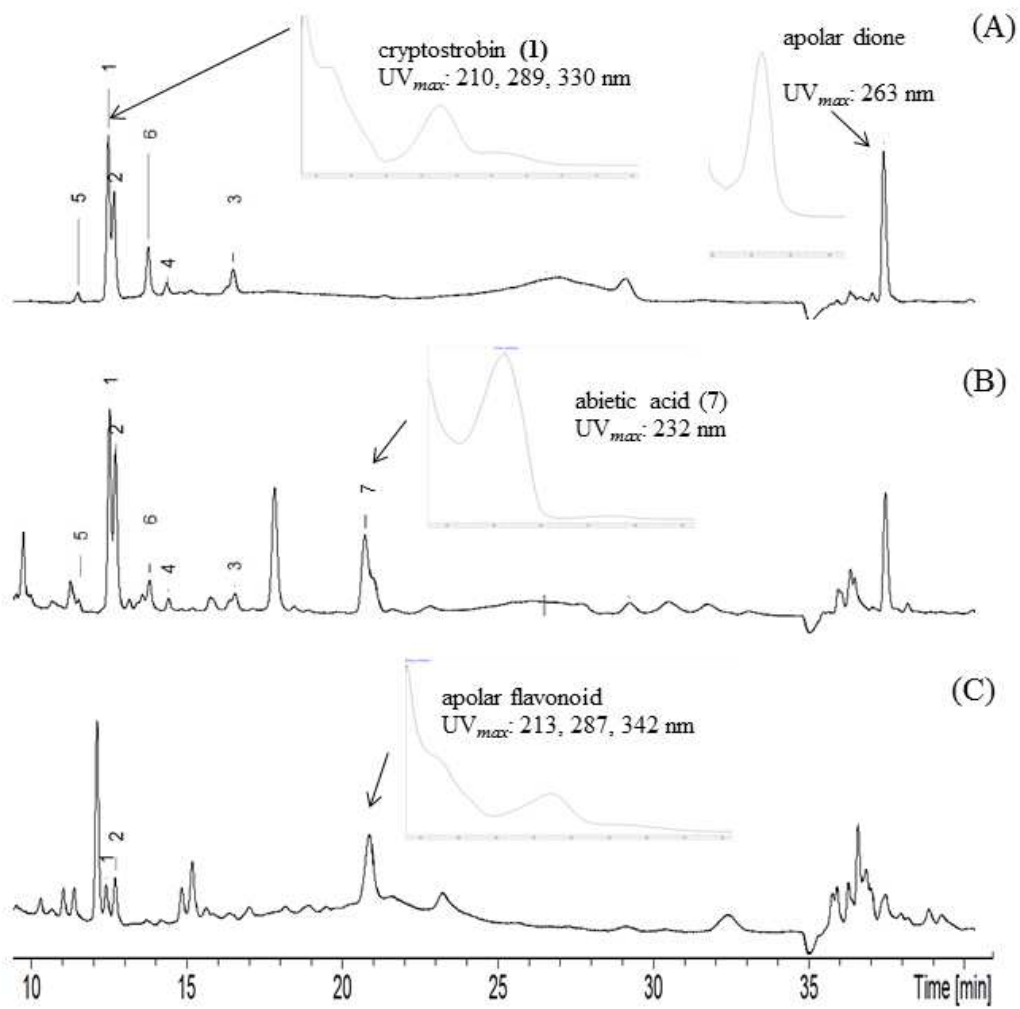 (A)
cryptostrobin (1)
UVmax: 210, 289, 330 nm
apolar dione
UVmax: 263 nm
5
1
2
6
4
3
(B)
abietic acid (7)
UVmax: 232 nm
5
1
2
6
4
3
7
(C)
apolar flavonoid
UVmax: 213, 287, 342 nm
1
2
10 15 20 25 30 35 Time [min]